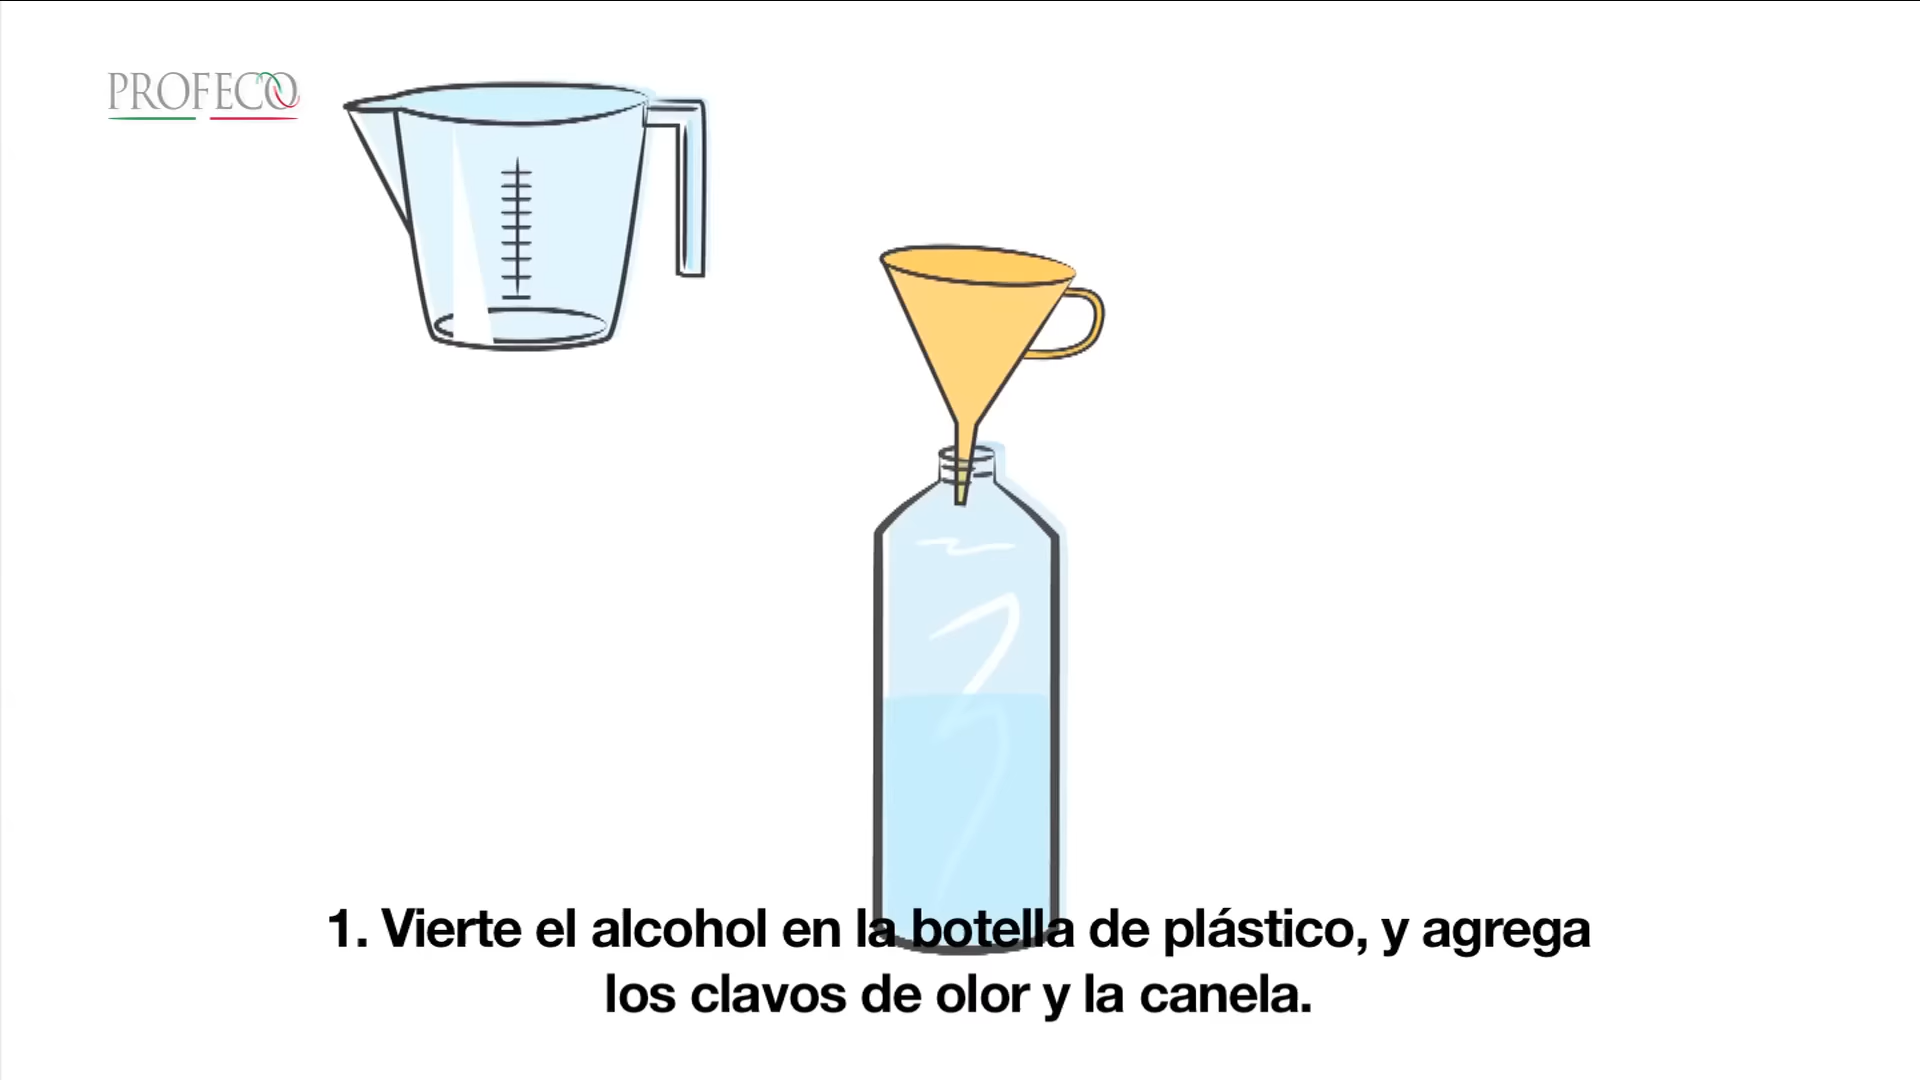 PROFECO
1. Vierte el alcohol en la botella de plástico, y agrega
los clavos de olor y la canela.